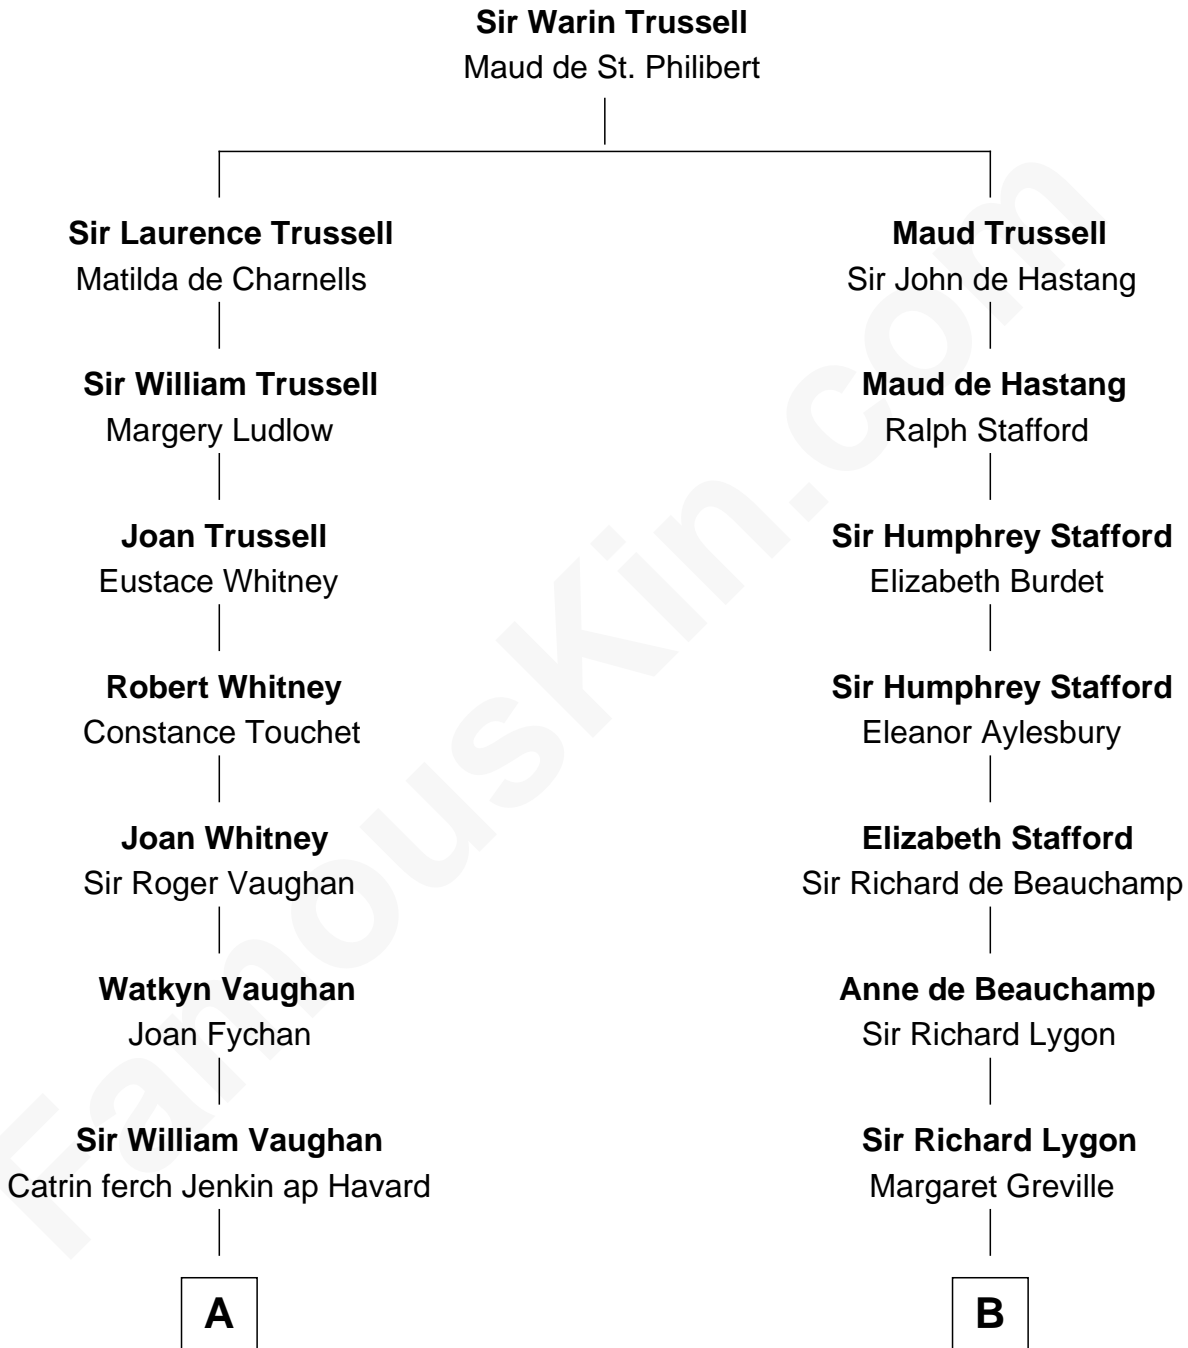 Sir Warin Trussell
Maud de St. Philibert
Sir Laurence Trussell
Matilda de Charnells
Maud Trussell
Sir John de Hastang
Sir William Trussell
Margery Ludlow
Maud de Hastang
Ralph Stafford
Joan Trussell
Eustace Whitney
Sir Humphrey Stafford
Elizabeth Burdet
Robert Whitney
Constance Touchet
Sir Humphrey Stafford
Eleanor Aylesbury
Joan Whitney
Sir Roger Vaughan
Elizabeth Stafford
Sir Richard de Beauchamp
Watkyn Vaughan
Joan Fychan
Anne de Beauchamp
Sir Richard Lygon
Sir William Vaughan
Catrin ferch Jenkin ap Havard
Sir Richard Lygon
Margaret Greville
A
B
FamousKin.com